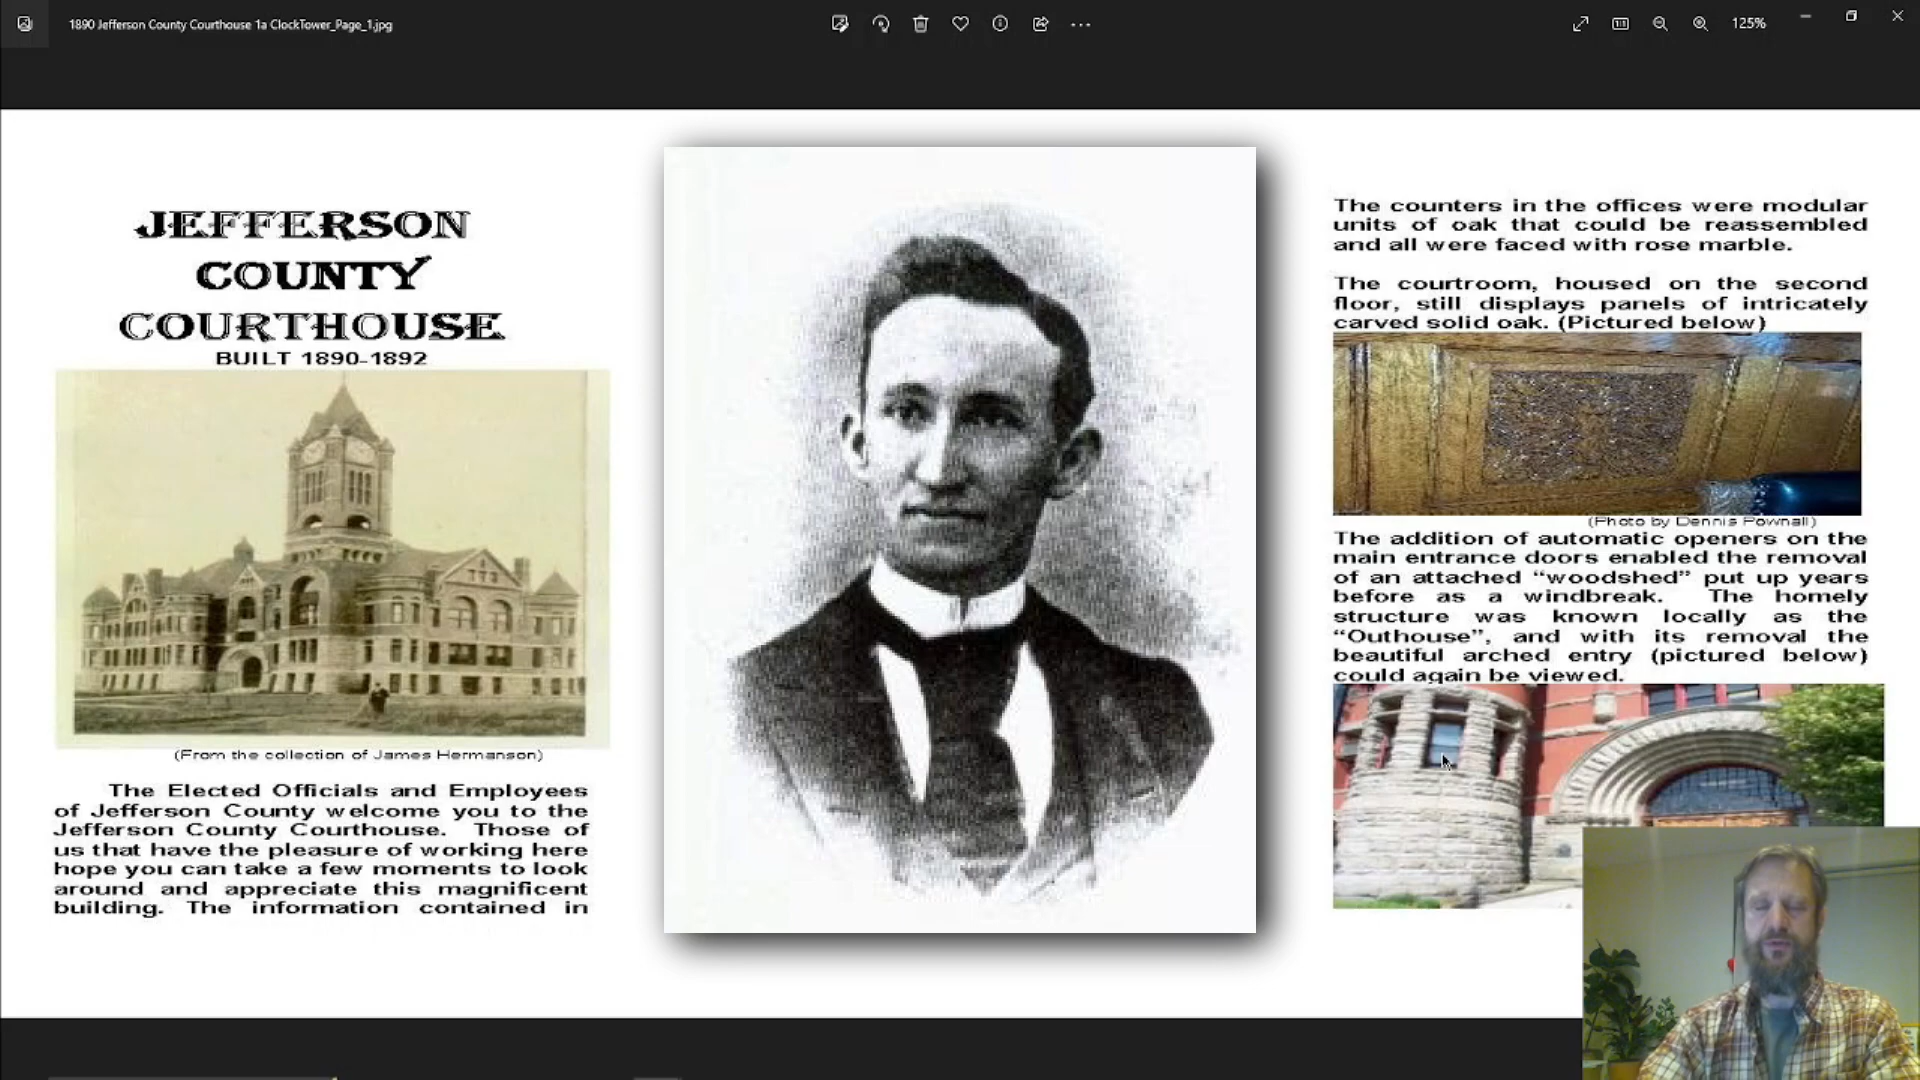 1890 Jefferson County Courthouse 1a ClockTower_Page_1.jpg
125%
JEFFERSON
COUNTY
COURTHOUSE
BUILT 1890-1892
(From the collection of James Hermanson)
The Elected Officials and Employees
of Jefferson County welcome you to the
Jefferson County Courthouse. Those of
us that have the pleasure of working here
hope you can take a few moments to look
around and appreciate this magnificent
building. The information contained in
The counters in the offices were modular
units of oak that could be reassembled
and all were faced with rose marble.
The courtroom, housed on the second
floor, still displays panels of intricately
carved solid oak. (Pictured below)
(Photo by Dennis Pownall)
The addition of automatic openers on the
main entrance doors enabled the removal
of an attached “woodshed” put up years
before as a windbreak. The homely
structure was known locally as the
“Outhouse”, and with its removal the
beautiful arched entry (pictured below)
could again be viewed.